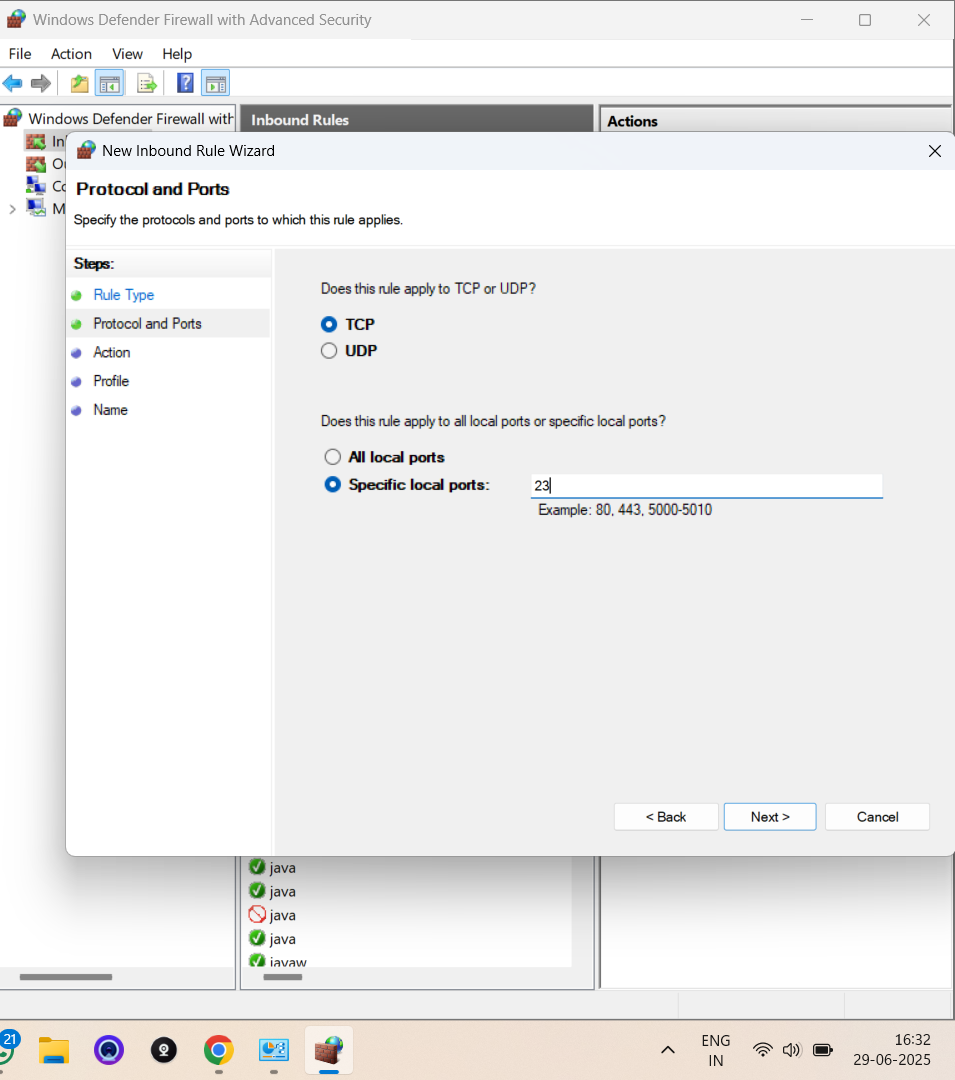 Windows Defender Firewall with Advanced Security
File Action View Help
Windows Defender Firewall with
Inbound Rules
Actions
In
Ou
Co
M
New Inbound Rule Wizard
Protocol and Ports
Specify the protocols and ports to which this rule applies.
Steps:
Rule Type
Protocol and Ports
Action
Profile
Name
Does this rule apply to TCP or UDP?
TCP
UDP
Does this rule apply to all local ports or specific local ports?
All local ports
Specific local ports: 23
Example: 80, 443, 5000-5010
< Back Next > Cancel
java
java
java
java
javaw
21
ENG
IN
16:32
29-06-2025